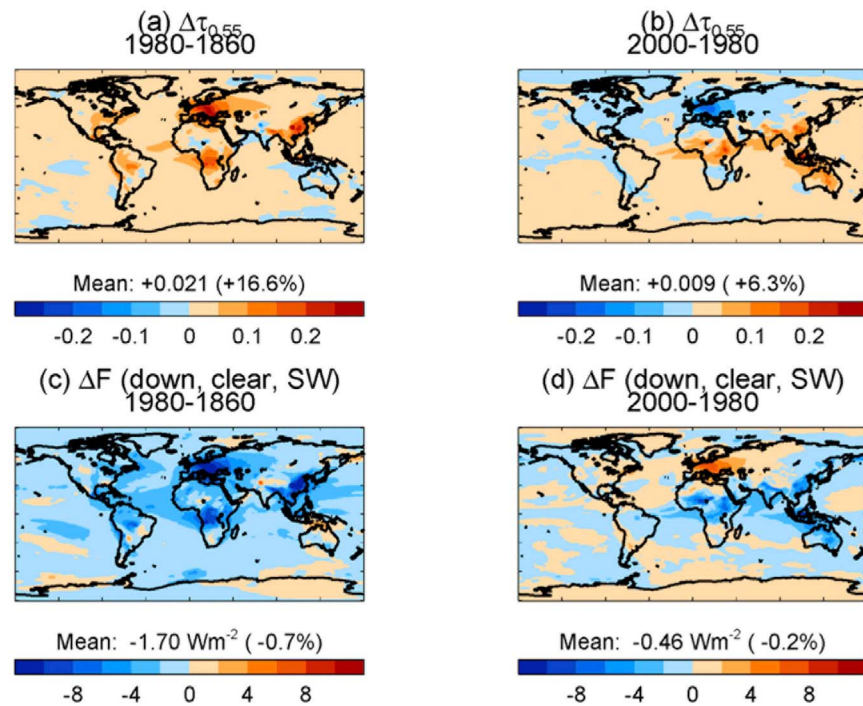 (a) Δτ0.55
1980-1860
(b) Δτ0.55
2000-1980
Mean: +0.021 (+16.6%)
-0.2 -0.1 0 0.1 0.2
Mean: +0.009 ( +6.3%)
-0.2 -0.1 0 0.1 0.2
(c) ΔF (down, clear, SW)
1980-1860
(d) ΔF (down, clear, SW)
2000-1980
Mean: -1.70 Wm-2 ( -0.7%)
-8 -4 0 4 8
Mean: -0.46 Wm-2 ( -0.2%)
-8 -4 0 4 8